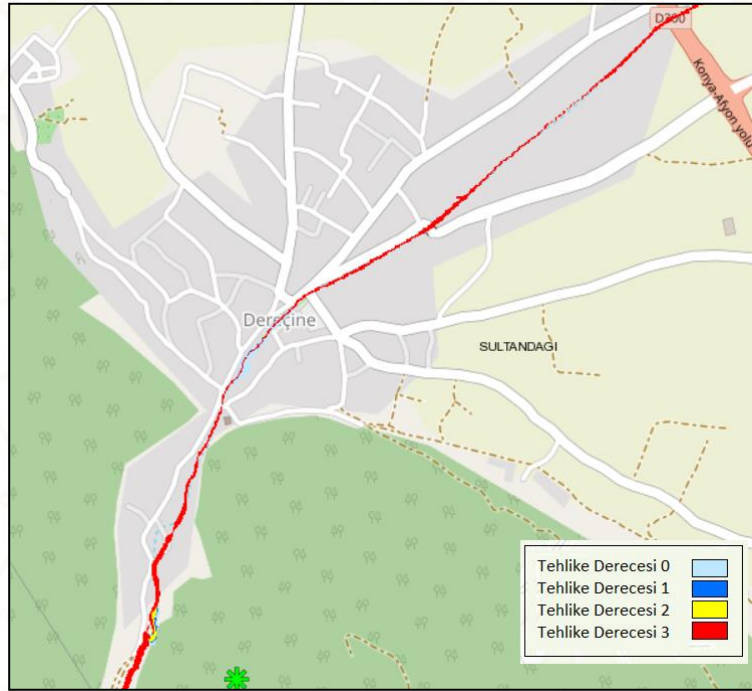 D300
Konya-Afyon yolu
Dereçine
SULTANDAGI
Tehlike Derecesi 0
Tehlike Derecesi 1
Tehlike Derecesi 2
Tehlike Derecesi 3